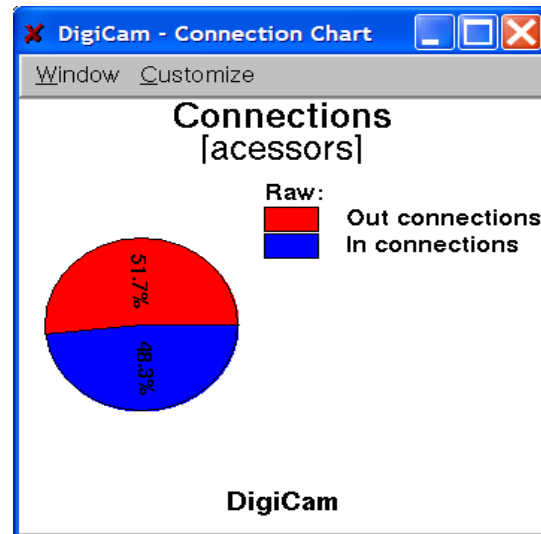 DigiCam - Connection Chart
Window Customize
Connections
[acessors]
Raw:
Out connections
In connections
51.7%
48.3%
DigiCam